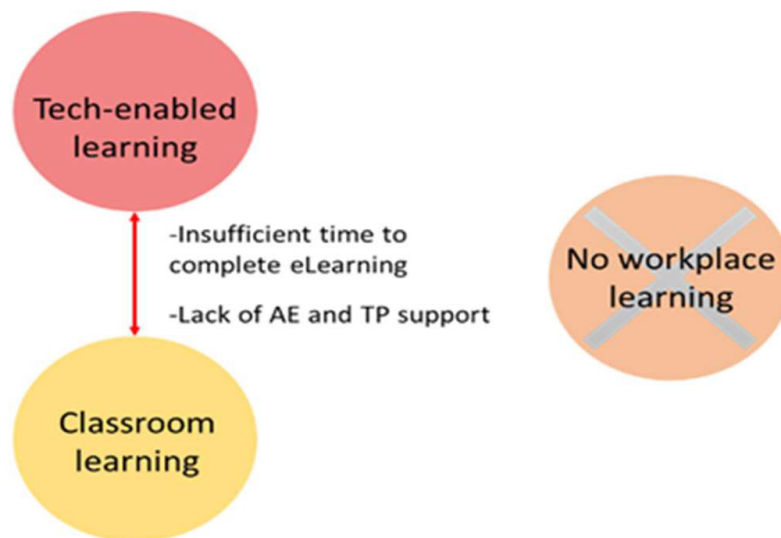 Tech-enabled
learning
-Insufficient time to
complete eLearning
-Lack of AE and TP support
No workplace
learning
Classroom
learning